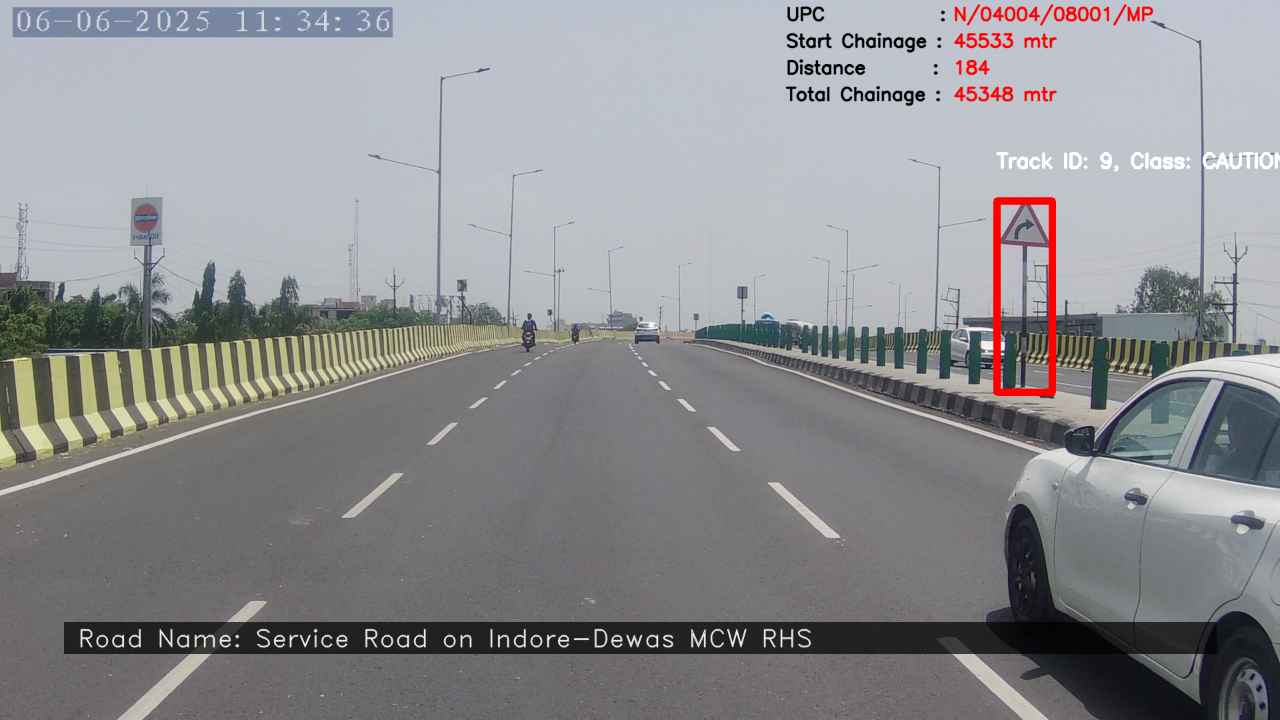 06-06-2025 11:34:36
UPC : N/04004/08001/MP
Start Chainage : 45533 mtr
Distance : 184
Total Chainage : 45348 mtr
Track ID: 9, Class: CAUTION
Road Name: Service Road on Indore-Dewas MCW RHS